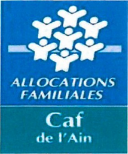 ALLOCATIONS
FAMILIALES
Caf
de l'Ain